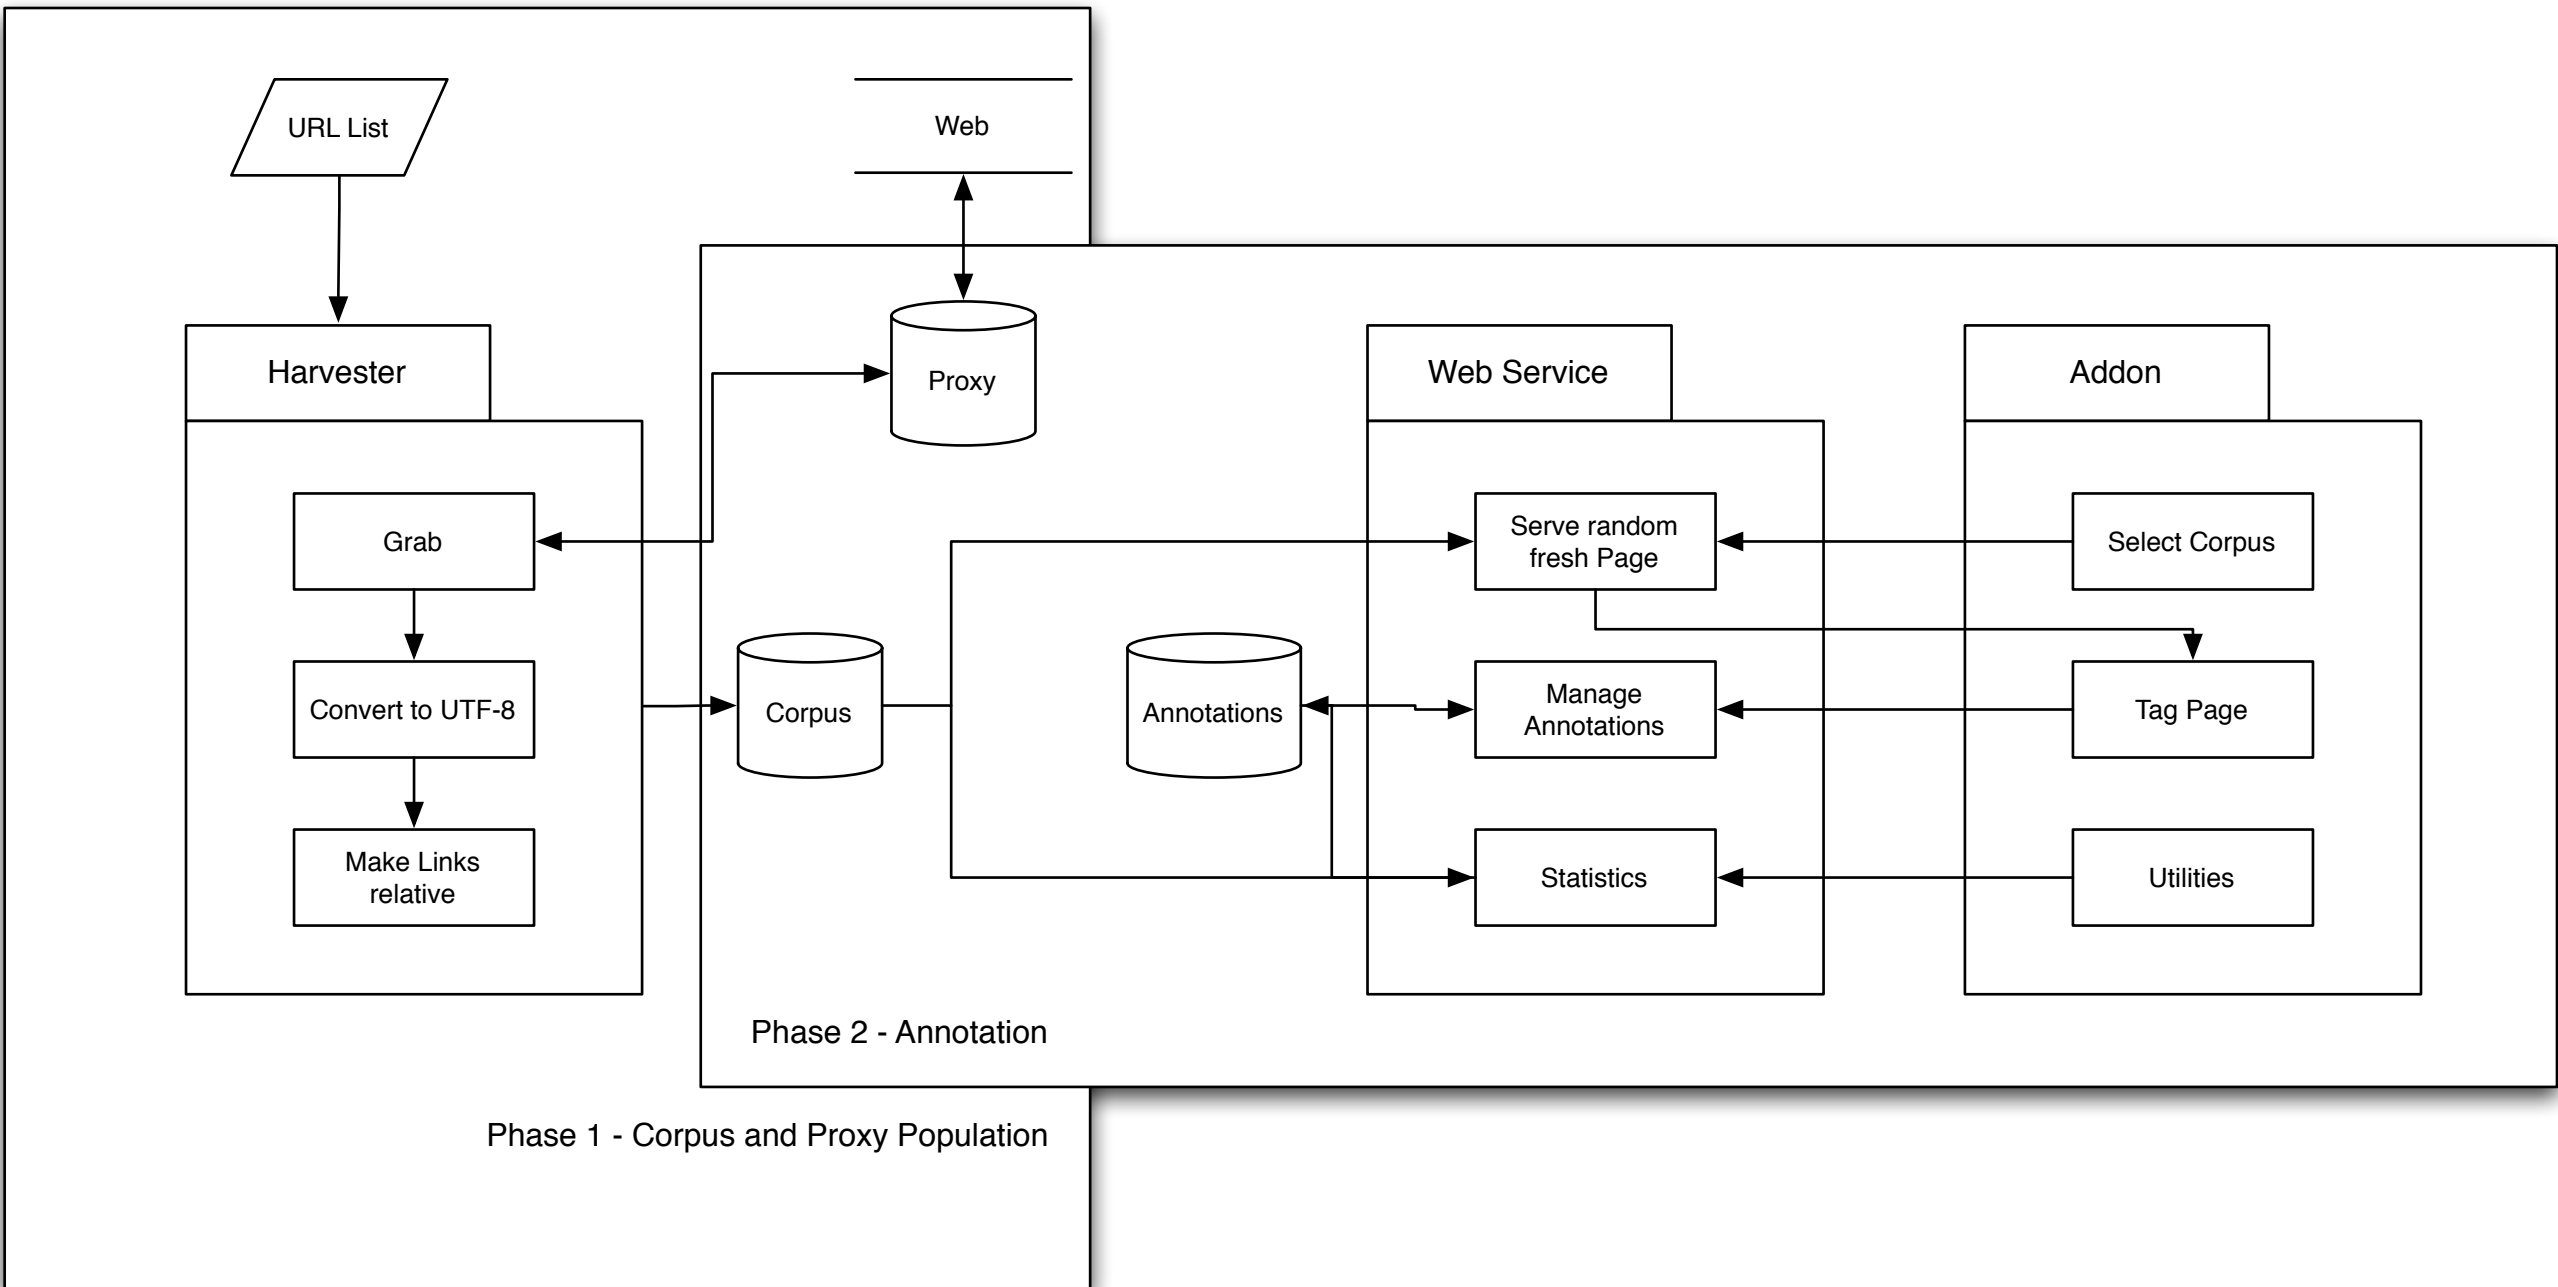 URL List
Web
Harvester
Proxy
Web Service
Addon
Grab
Serve random
fresh Page
Select Corpus
Convert to UTF-8
Corpus
Annotations
Manage
Annotations
Tag Page
Make Links
relative
Statistics
Utilities
Phase 2 - Annotation
Phase 1 - Corpus and Proxy Population